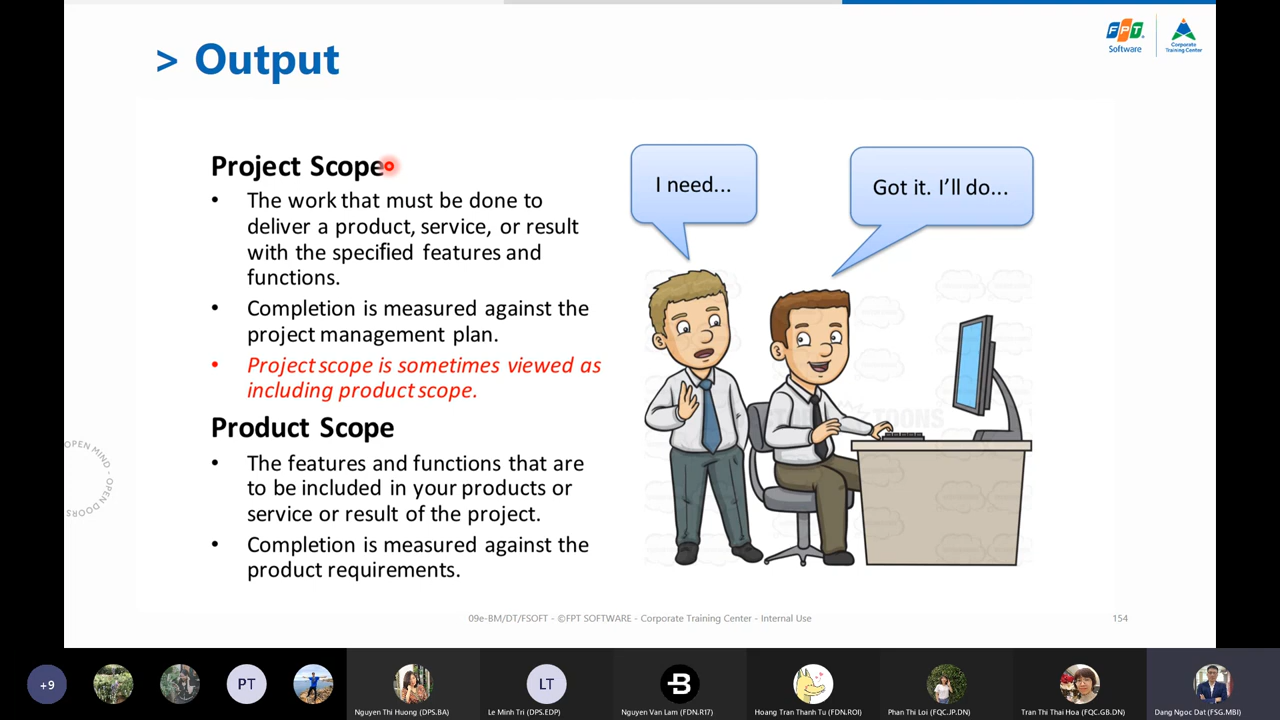 > Output
FPT
Software
Corporate
Training Center
Project Scope
• The work that must be done to
deliver a product, service, or result
with the specified features and
functions.
• Completion is measured against the
project management plan.
• Project scope is sometimes viewed as
including product scope.
Product Scope
• The features and functions that are
to be included in your products or
service or result of the project.
• Completion is measured against the
product requirements.
I need...
Got it. I’ll do...
TOONS
OPEN MIND - OPEN DOORS
09e-BM/DT/FSOFT - ©FPT SOFTWARE - Corporate Training Center - Internal Use
154
+9
PT
LT
B
Nguyen Thi Huong (DPS.BA)
Le Minh Tri (DPS.EDP)
Nguyen Van Lam (FDN.R17)
Hoang Tran Thanh Tu (FDN.ROI)
Phan Thi Loi (FQC.JP.DN)
Tran Thi Thai Hoa (FQC.GB.DN)
Dang Ngoc Dat (FSG.MBI)